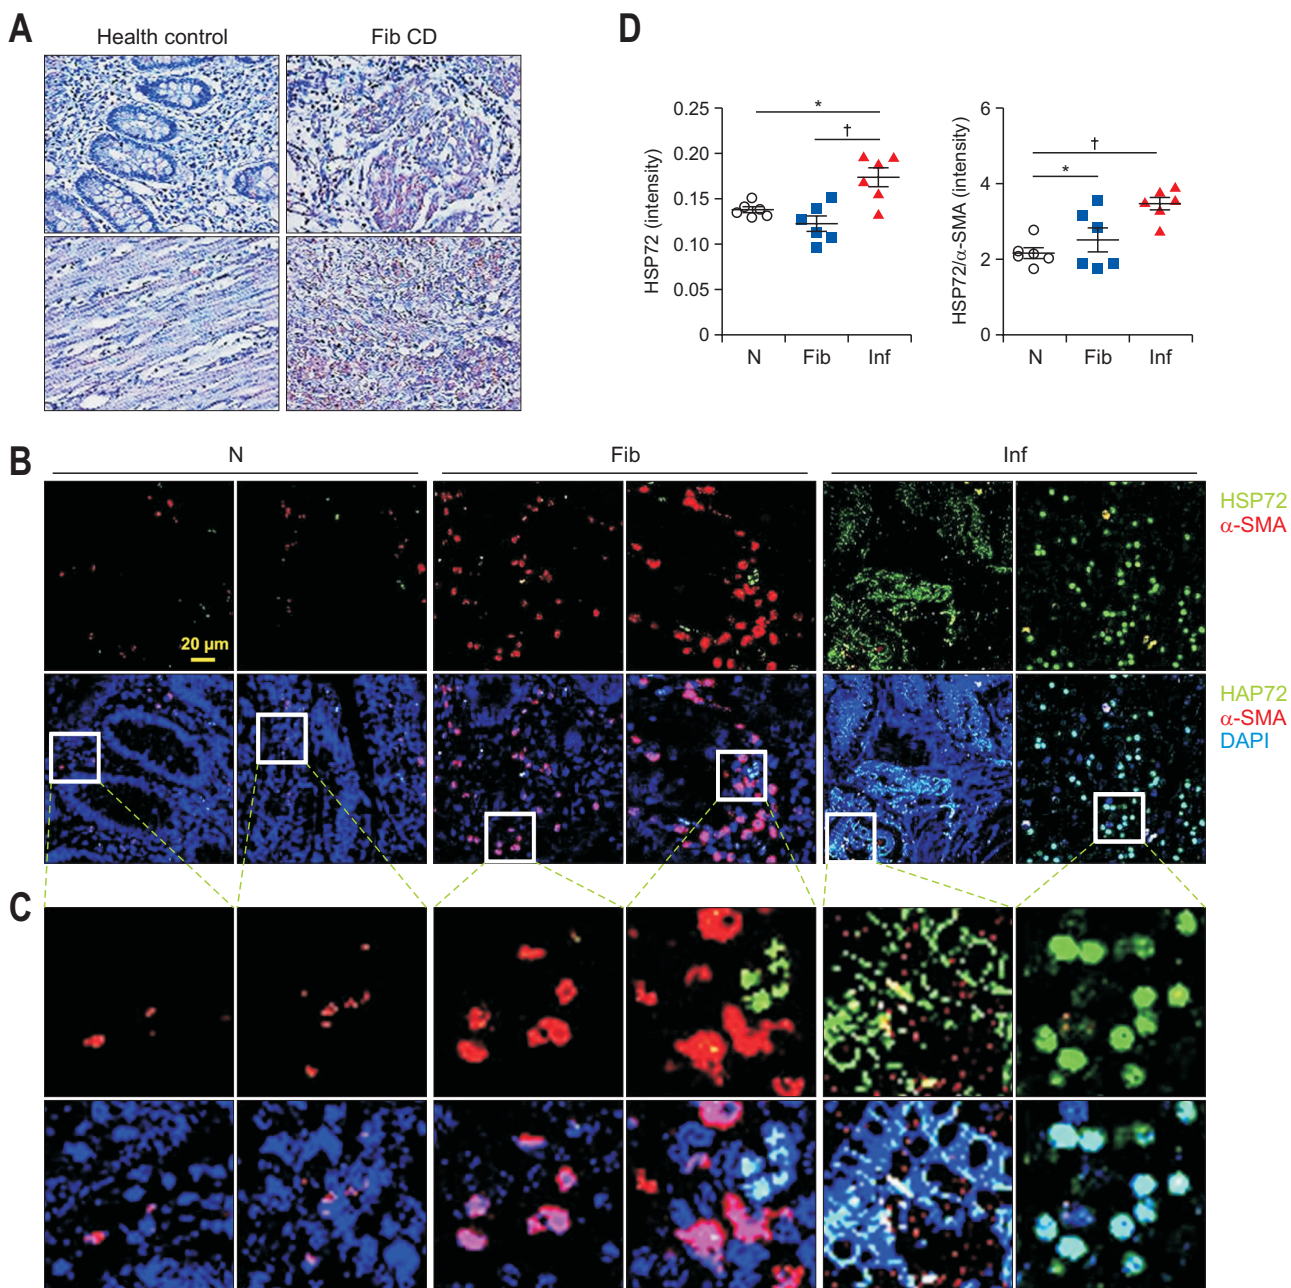 A
Health control
Fib CD
D
HSP72 (intensity)
0.25
0.20
0.15
0.10
0.05
0
*
†
N
Fib
Inf
HSP72/α-SMA (intensity)
6
4
2
0
†
*
N
Fib
Inf
B
N
Fib
Inf
20 µm
HSP72
α-SMA
HAP72
α-SMA
DAPI
C